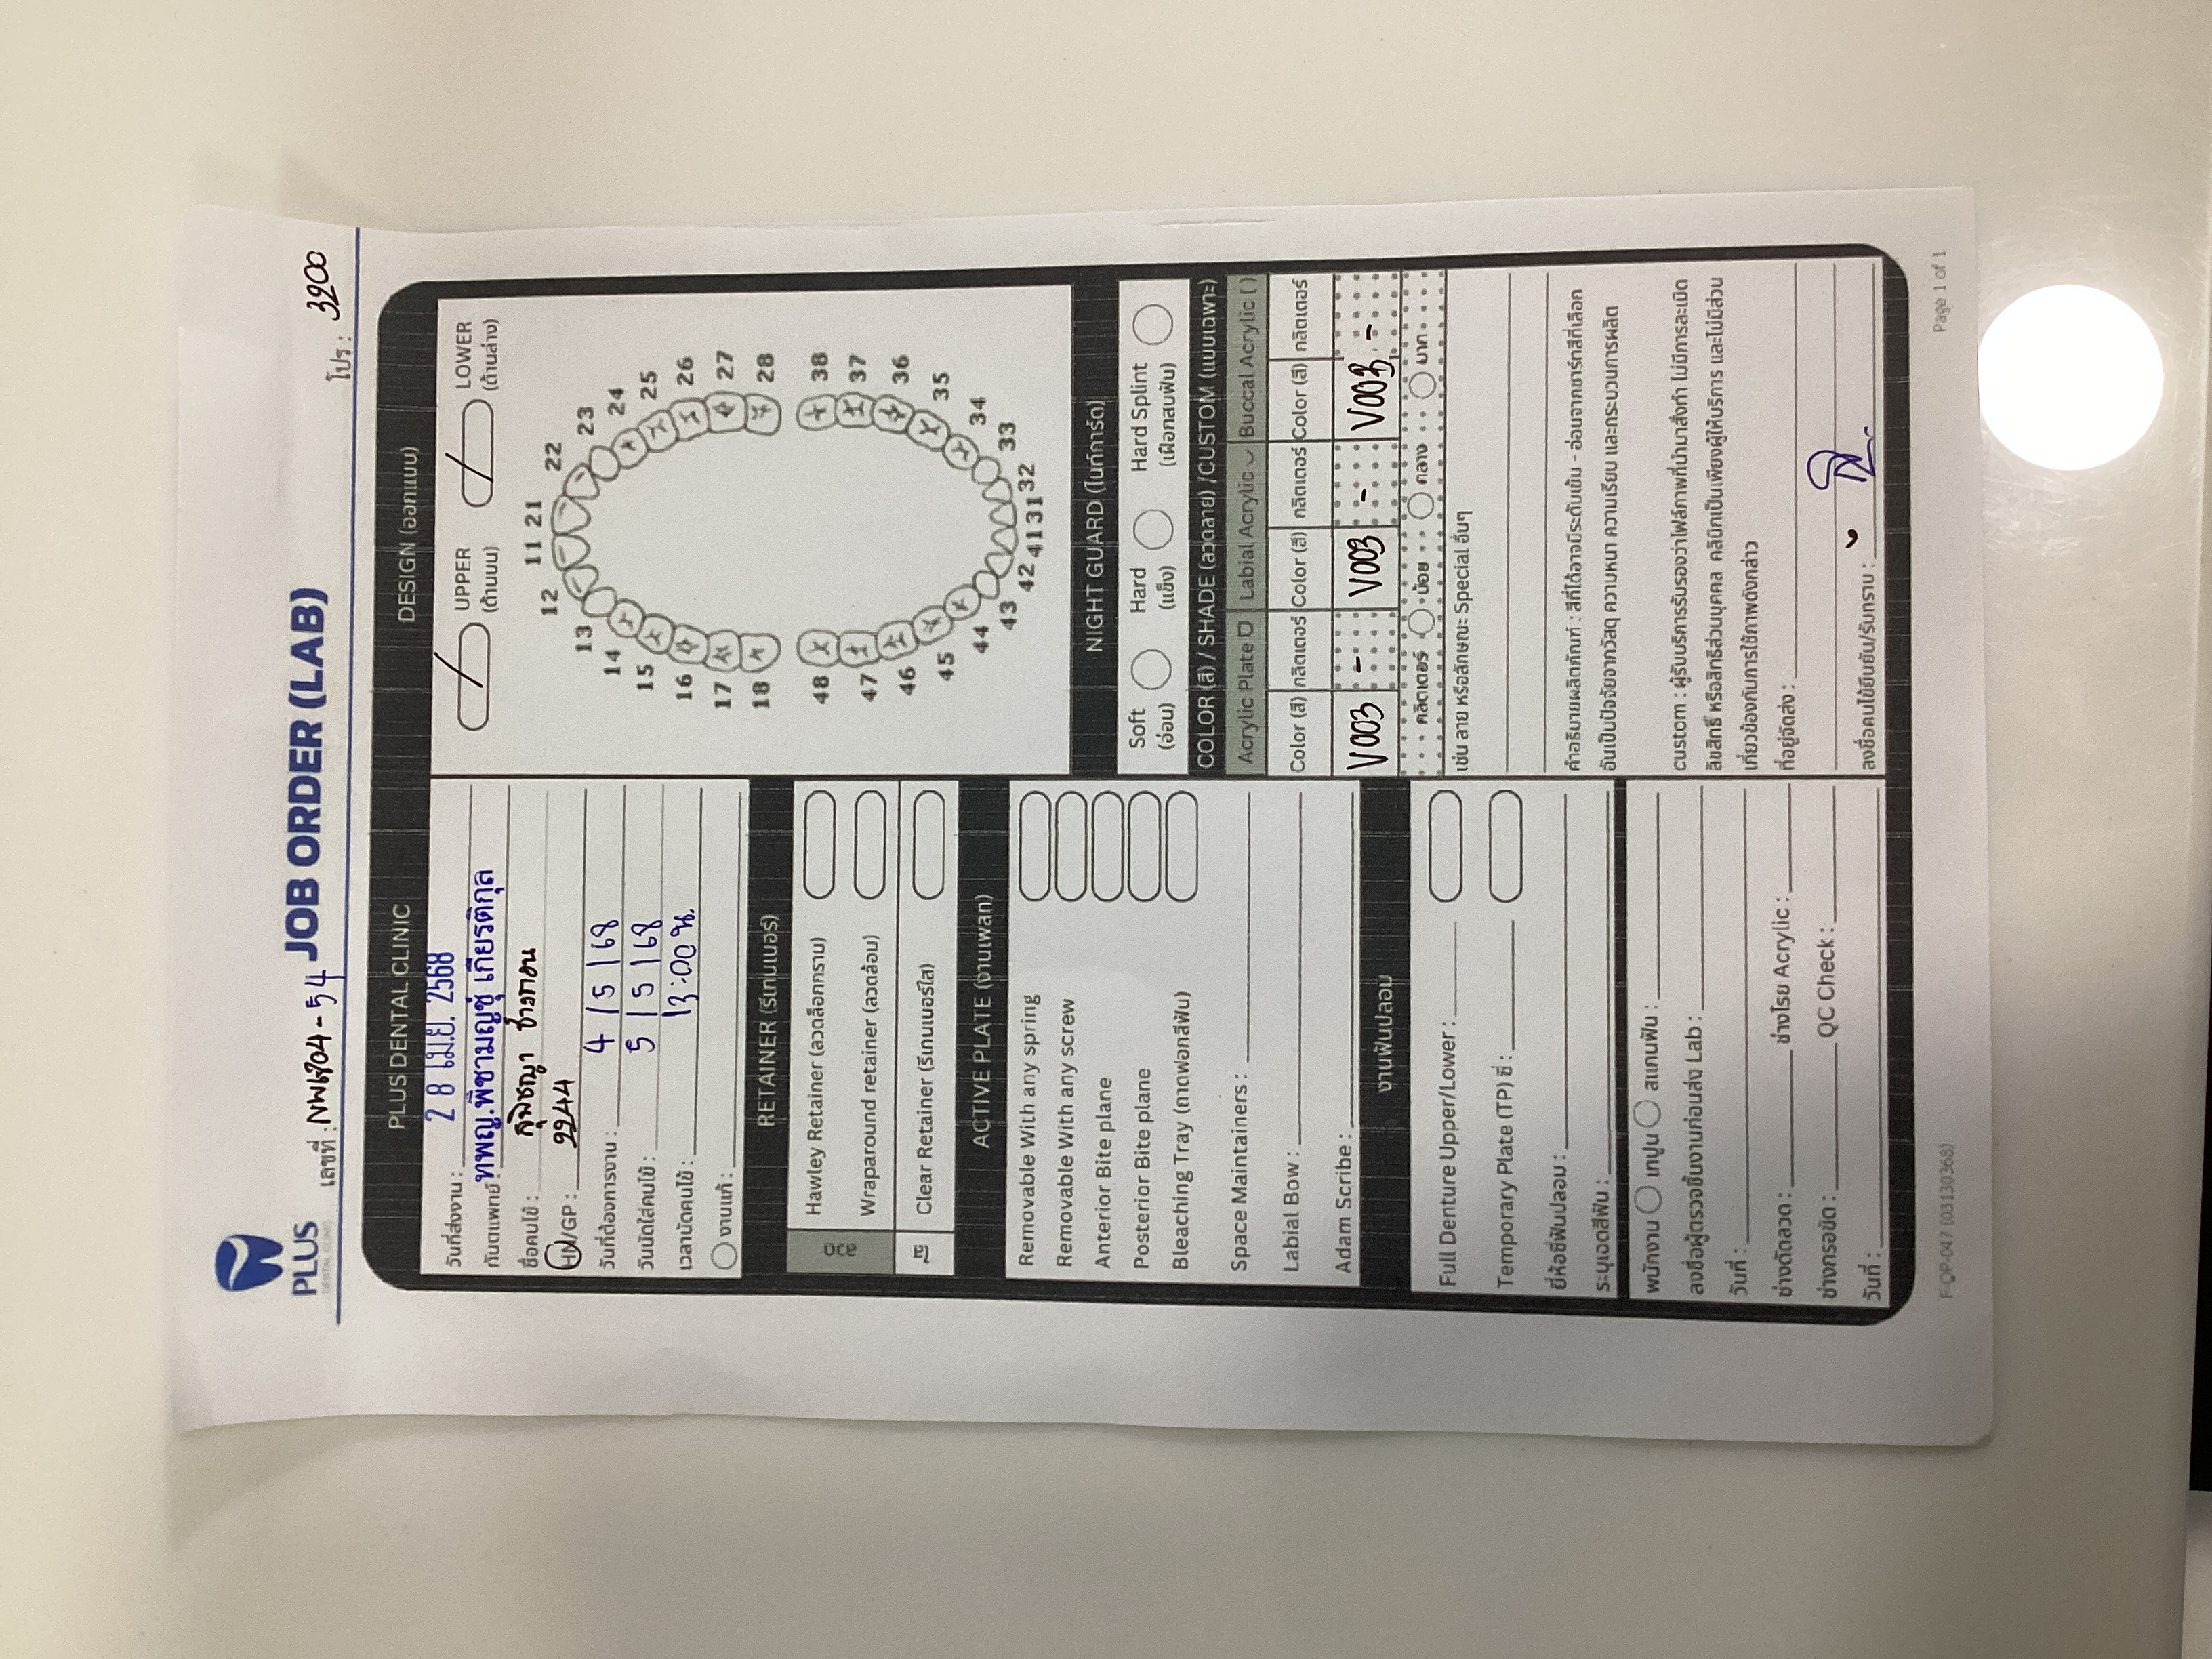 PLUS
DENTAL CLINIC
เลขที่ : NW6804-54
JOB ORDER (LAB)
โปร : 3200
PLUS DENTAL CLINIC
วันที่ส่งงาน : 28 เม.ย. 2568
ทันตแพทย์ : ทพญ.พิชามญชุ์ เกียรติกุล
ชื่อคนไข้ : สุพิชญา
HN/GP : 2244
วันที่ต้องการงาน : 4/5/68
วันนัดใส่คนไข้ : 5/5/68
เวลานัดคนไข้ : 13:00 น.
งานแก้ :
RETAINER (รีเทนเนอร์)
ลวด
Hawley Retainer (ลวดล็อกกราม)
Wraparound retainer (ลวดล้อม)
ใส
Clear Retainer (รีเทนเนอร์ใส)
ACTIVE PLATE (งานเพลท)
Removable With any spring
Removable With any screw
Anterior Bite plane
Posterior Bite plane
Bleaching Tray (ถาดฟอกสีฟัน)
Space Maintainers :
Labial Bow :
Adam Scribe :
งานฟันปลอม
Full Denture Upper/Lower :
Temporary Plate (TP) ซี่ :
ยี่ห้อซี่ฟันปลอม :
ระบุเฉดสีฟัน :
พนักงาน เทปูน สแกนฟัน :
ลงชื่อผู้ตรวจชิ้นงานก่อนส่ง Lab :
วันที่ :
ช่างดัดลวด : ช่างโรย Acrylic :
ช่างกรอขัด : QC Check :
วันที่ :
DESIGN (ออกแบบ)
UPPER
(ด้านบน)
LOWER
(ด้านล่าง)
11 21
12 22
13 23
14 24
15 25
16 26
17 27
18 28
48 38
47 37
46 36
45 35
44 34
43 33
42 41 31 32
NIGHT GUARD (ไนท์การ์ด)
Soft
(อ่อน)
Hard
(แข็ง)
Hard Splint
(เฝือกสบฟัน)
COLOR (สี) / SHADE (ลวดลาย) /CUSTOM (แบบเฉพาะ)
Acrylic Plate Labial Acrylic Buccal Acrylic ( )
Color (สี) กลิตเตอร์ Color (สี) กลิตเตอร์ Color (สี) กลิตเตอร์
V003 - V003 - V003 -
กลิตเตอร์ น้อย กลาง มาก
เช่น ลาย หรือลักษณะ Special อื่นๆ
คำอธิบายผลิตภัณฑ์ : สีที่ได้อาจมีระดับเข้ม - อ่อนจากชาร์ทสีที่เลือก
อันเป็นปัจจัยจากวัสดุ ความหนา ความเรียบ และกระบวนการผลิต
custom : ผู้รับบริการรับรองว่าไฟล์ภาพที่นำมาสั่งทำ ไม่มีการละเมิด
ลิขสิทธิ์ หรือสิทธิส่วนบุคคล คลินิกเป็นเพียงผู้ให้บริการ และไม่มีส่วน
เกี่ยวข้องกับการใช้ภาพดังกล่าว
ที่อยู่จัดส่ง :
ลงชื่อคนไข้ยืนยัน/รับทราบ :
F-OP-047 (03130368)
Page 1 of 1